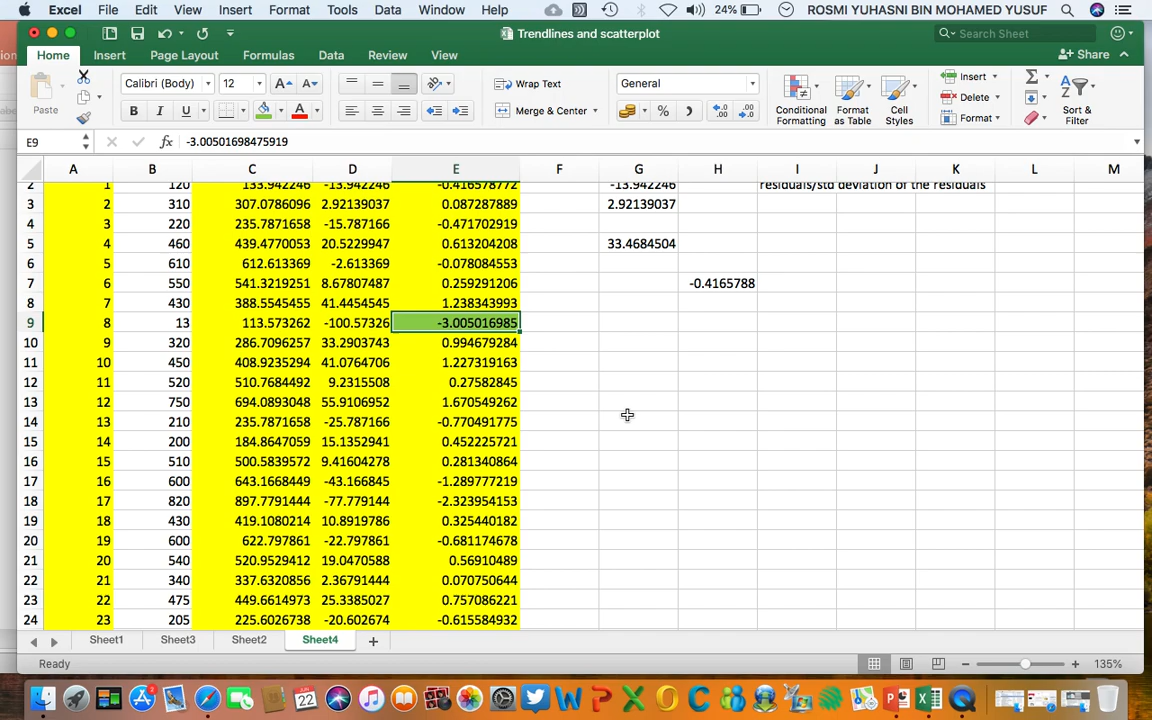 Excel File Edit View Insert Format Tools Data Window Help 24% ROSMI YUHASNI BIN MOHAMED YUSUF
Trendlines and scatterplot Search Sheet
Home Insert Page Layout Formulas Data Review View Share
Calibri (Body) 12 Wrap Text General Insert
Paste B I U A Merge & Center % Conditional Formatting Format as Table Cell Styles Delete Format Sort & Filter
E9 fx -3.00501698475919
A B C D E F G H I J K L M
2 1 120 133.942246 -13.942246 -0.416578772 -13.942246 residuals/std deviation of the residuals
3 2 310 307.0786096 2.92139037 0.087287889 2.92139037
4 3 220 235.7871658 -15.787166 -0.471702919
5 4 460 439.4770053 20.5229947 0.613204208 33.4684504
6 5 610 612.613369 -2.613369 -0.078084553
7 6 550 541.3219251 8.67807487 0.259291206 -0.4165788
8 7 430 388.5545455 41.4454545 1.238343993
9 8 13 113.573262 -100.57326 -3.005016985
10 9 320 286.7096257 33.2903743 0.994679284
11 10 450 408.9235294 41.0764706 1.227319163
12 11 520 510.7684492 9.2315508 0.27582845
13 12 750 694.0893048 55.9106952 1.670549262
14 13 210 235.7871658 -25.787166 -0.770491775
15 14 200 184.8647059 15.1352941 0.452225721
16 15 510 500.5839572 9.41604278 0.281340864
17 16 600 643.1668449 -43.166845 -1.289777219
18 17 820 897.7791444 -77.779144 -2.323954153
19 18 430 419.1080214 10.8919786 0.325440182
20 19 600 622.797861 -22.797861 -0.681174678
21 20 540 520.9529412 19.0470588 0.56910489
22 21 340 337.6320856 2.36791444 0.070750644
23 22 475 449.6614973 25.3385027 0.757086221
24 23 205 225.6026738 -20.602674 -0.615584932
Sheet1 Sheet3 Sheet2 Sheet4
Ready 135%